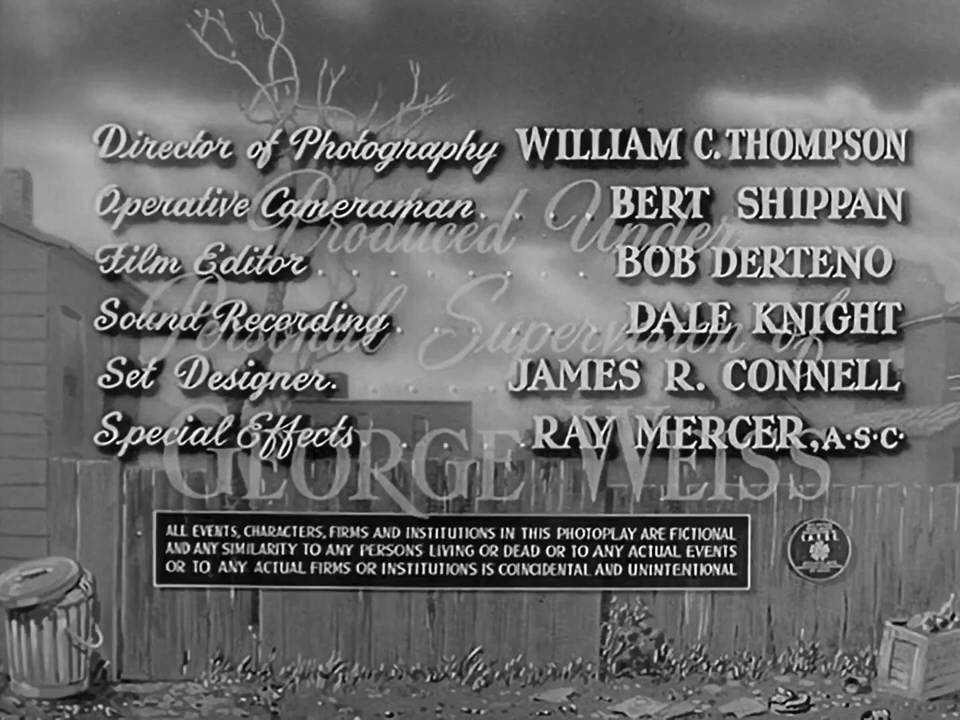 Director of Photography WILLIAM C. THOMPSON
Operative Cameraman. . . . BERT SHIPPAN
Film Editor . . . . . . . . BOB DERTENO
Sound Recording. . . . . DALE KNIGHT
Set Designer. . . . . JAMES R. CONNELL
Special Effects . . . . RAY MERCER, A·S·C·
Produced Under
Personal Supervision of
GEORGE WEISS
ALL EVENTS, CHARACTERS, FIRMS AND INSTITUTIONS IN THIS PHOTOPLAY ARE FICTIONAL
AND ANY SIMILARITY TO ANY PERSONS LIVING OR DEAD OR TO ANY ACTUAL EVENTS
OR TO ANY ACTUAL FIRMS OR INSTITUTIONS IS COINCIDENTAL AND UNINTENTIONAL